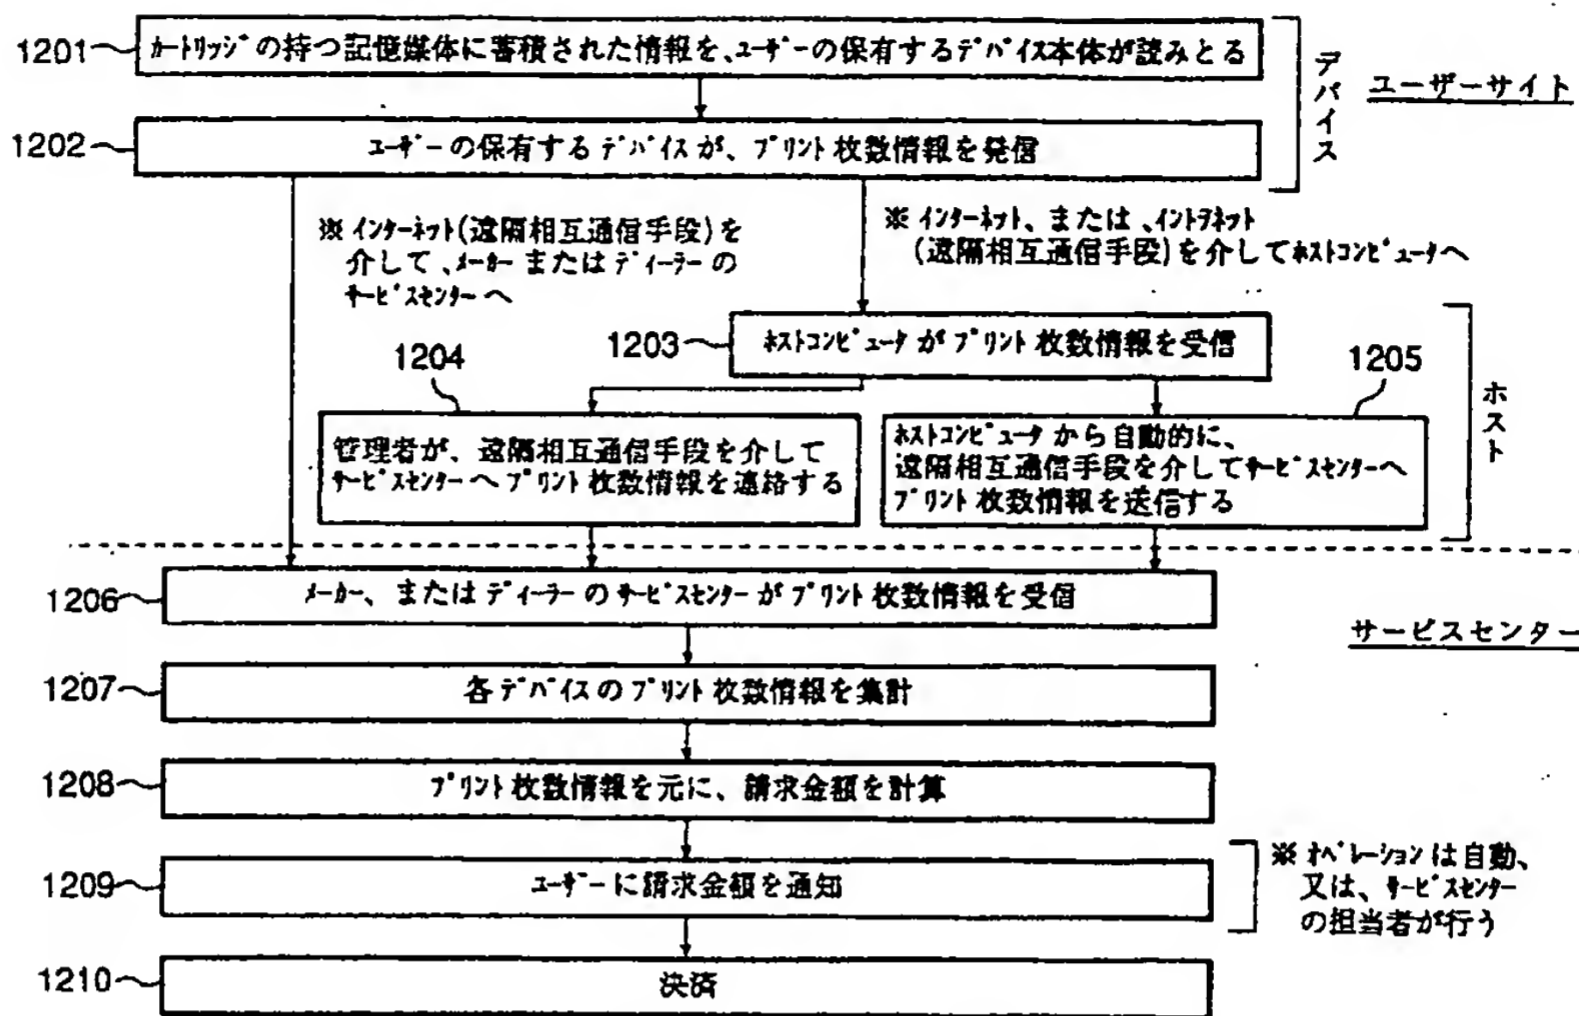 1201
カートリッジの持つ記憶媒体に蓄積された情報を、ユーザーの保有するデバイス本体が読みとる
デバイス
ユーザーサイト
1202
ユーザーの保有するデバイスが、プリント枚数情報を発信
※インターネット(遠隔相互通信手段)を
介して、メーカーまたはディーラーの
サービスセンターへ
※インターネット、または、イントラネット
(遠隔相互通信手段)を介してホストコンピュータへ
1203
ホストコンピュータがプリント枚数情報を受信
1204
管理者が、遠隔相互通信手段を介して
サービスセンターへプリント枚数情報を連絡する
1205
ホストコンピュータから自動的に、
遠隔相互通信手段を介してサービスセンターへ
プリント枚数情報を送信する
ホスト
1206
メーカー、またはディーラーのサービスセンターがプリント枚数情報を受信
サービスセンター
1207
各デバイスのプリント枚数情報を集計
1208
プリント枚数情報を元に、請求金額を計算
1209
ユーザーに請求金額を通知
※オペレーションは自動、
又は、サービスセンター
の担当者が行う
1210
決済